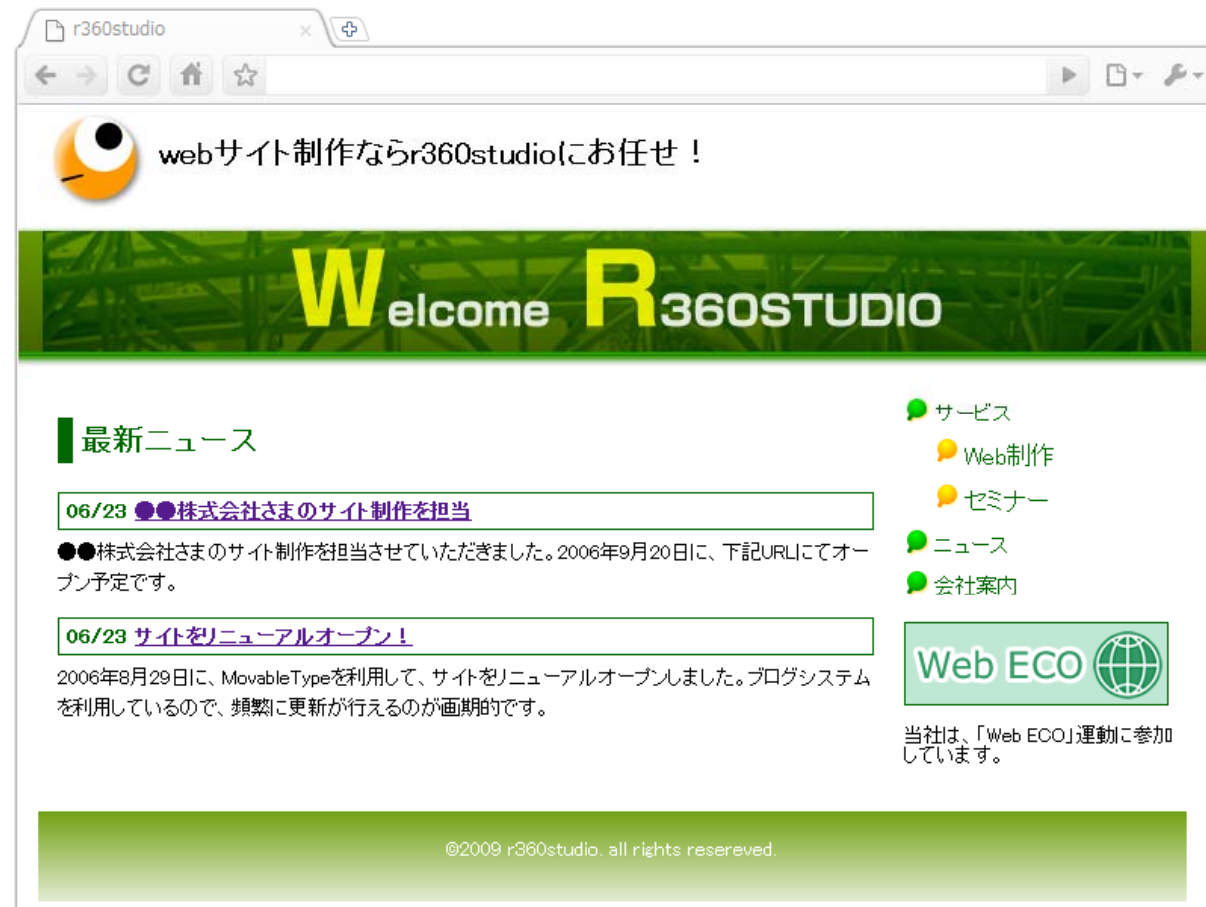 r360studio
webサイト制作ならr360studioにお任せ！
Welcome R360STUDIO
最新ニュース
06/23 ●●株式会社さまのサイト制作を担当
●●株式会社さまのサイト制作を担当させていただきました。2006年9月20日に、下記URLにてオー
プン予定です。
06/23 サイトをリニューアルオープン！
2006年8月29日に、MovableTypeを利用して、サイトをリニューアルオープンしました。ブログシステム
を利用しているので、頻繁に更新が行えるのが画期的です。
サービス
Web制作
セミナー
ニュース
会社案内
Web ECO
当社は、「Web ECO」運動に参加
しています。
©2009 r360studio. all rights resereved.